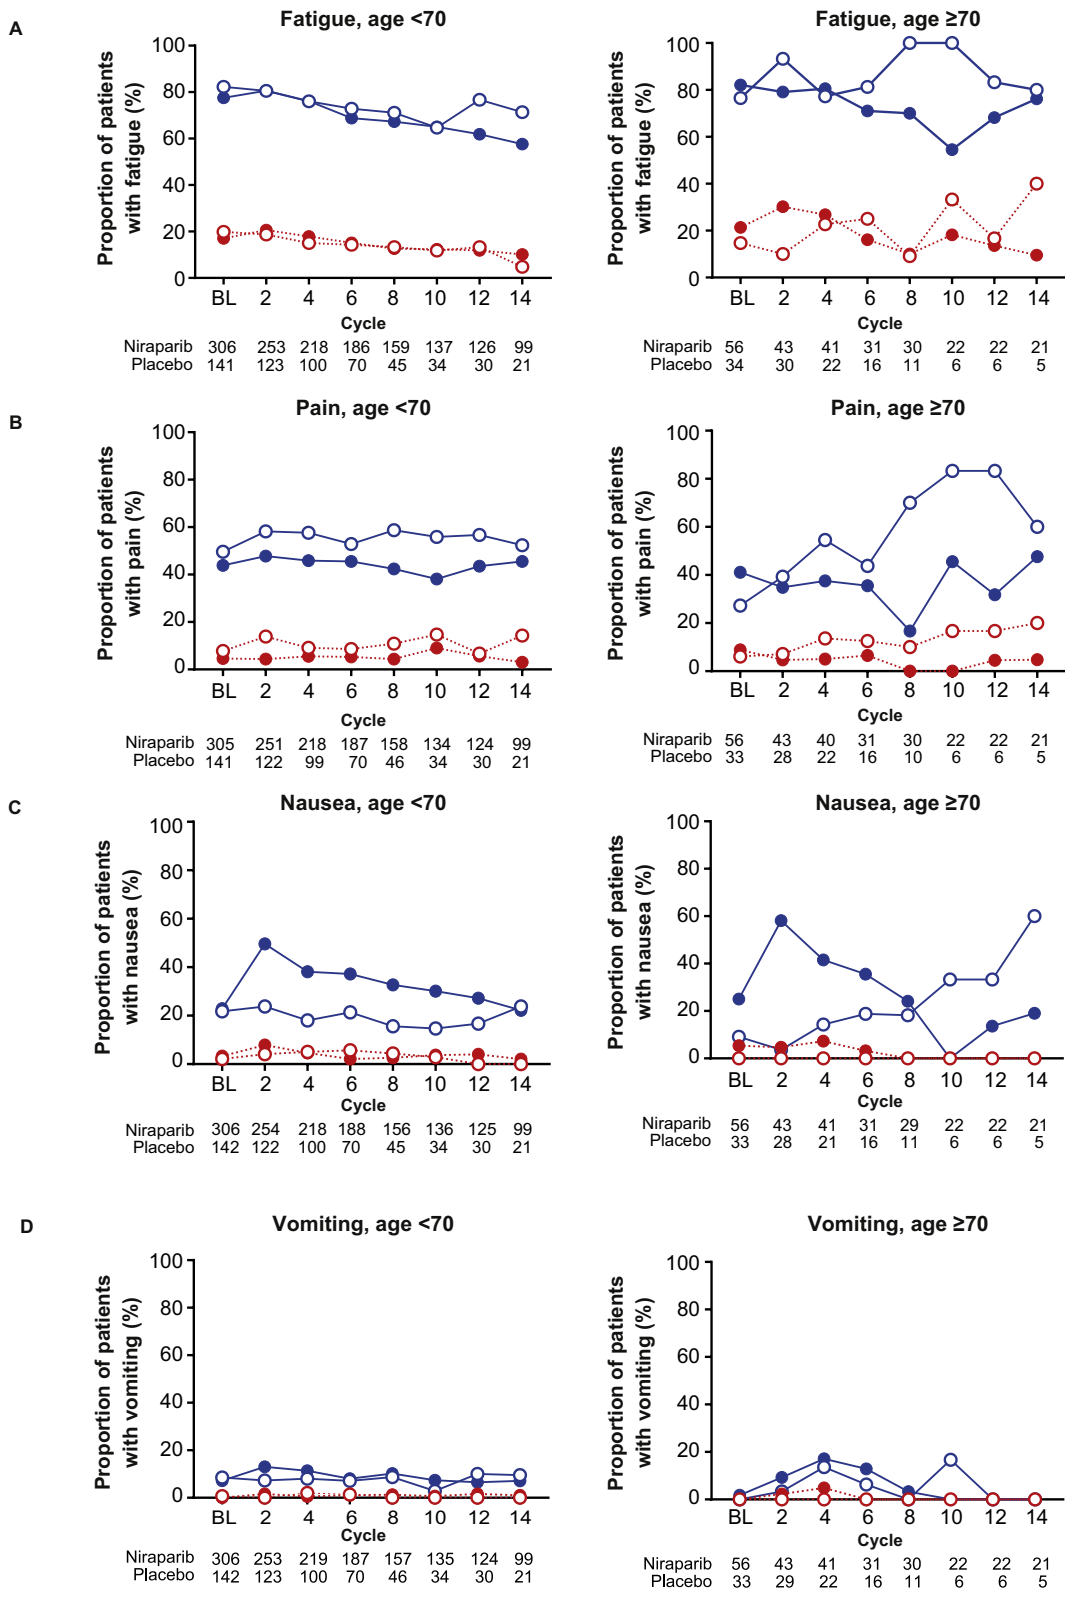 A
Fatigue, age <70
Proportion of patients
with fatigue (%)
100
80
60
40
20
0
BL 2 4 6 8 10 12 14
Cycle
Niraparib 306 253 218 186 159 137 126 99
Placebo 141 123 100 70 45 34 30 21
Fatigue, age ≥70
Proportion of patients
with fatigue (%)
100
80
60
40
20
0
BL 2 4 6 8 10 12 14
Cycle
Niraparib 56 43 41 31 30 22 22 21
Placebo 34 30 22 16 11 6 6 5
B
Pain, age <70
Proportion of patients
with pain (%)
100
80
60
40
20
0
BL 2 4 6 8 10 12 14
Cycle
Niraparib 305 251 218 187 158 134 124 99
Placebo 141 122 99 70 46 34 30 21
Pain, age ≥70
Proportion of patients
with pain (%)
100
80
60
40
20
0
BL 2 4 6 8 10 12 14
Cycle
Niraparib 56 43 40 31 30 22 22 21
Placebo 33 28 22 16 10 6 6 5
C
Nausea, age <70
Proportion of patients
with nausea (%)
100
80
60
40
20
0
BL 2 4 6 8 10 12 14
Cycle
Niraparib 306 254 218 188 156 136 125 99
Placebo 142 122 100 70 45 34 30 21
Nausea, age ≥70
Proportion of patients
with nausea (%)
100
80
60
40
20
0
BL 2 4 6 8 10 12 14
Cycle
Niraparib 56 43 41 31 29 22 22 21
Placebo 33 28 21 16 11 6 6 5
D
Vomiting, age <70
Proportion of patients
with vomiting (%)
100
80
60
40
20
0
BL 2 4 6 8 10 12 14
Cycle
Niraparib 306 253 219 187 157 135 124 99
Placebo 142 123 100 70 46 34 30 21
Vomiting, age ≥70
Proportion of patients
with vomiting (%)
100
80
60
40
20
0
BL 2 4 6 8 10 12 14
Cycle
Niraparib 56 43 41 31 30 22 22 21
Placebo 33 29 22 16 11 6 6 5